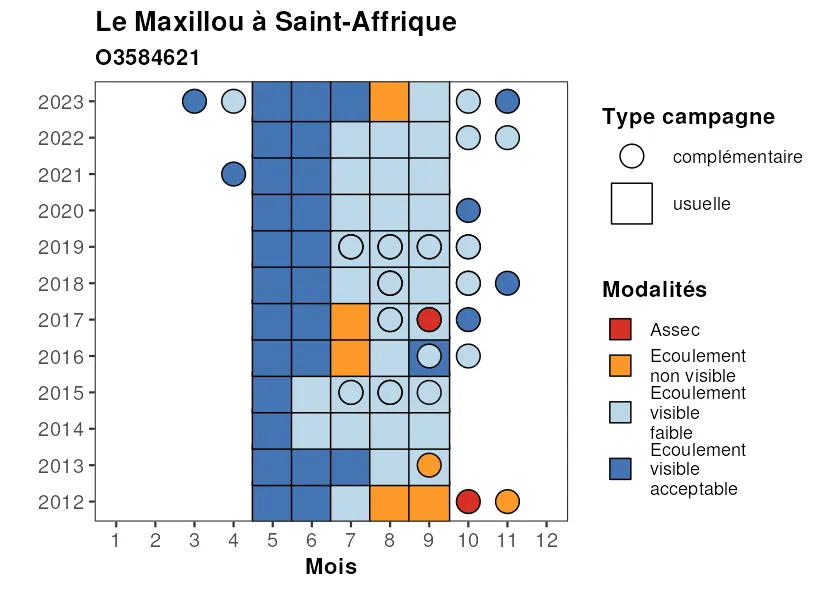 Le Maxillou à Saint-Affrique
O3584621
2023
2022
2021
2020
2019
2018
2017
2016
2015
2014
2013
2012
1 2 3 4 5 6 7 8 9 10 11 12
Mois
Type campagne
complémentaire
usuelle
Modalités
Assec
Ecoulement
non visible
Ecoulement
visible
faible
Ecoulement
visible
acceptable